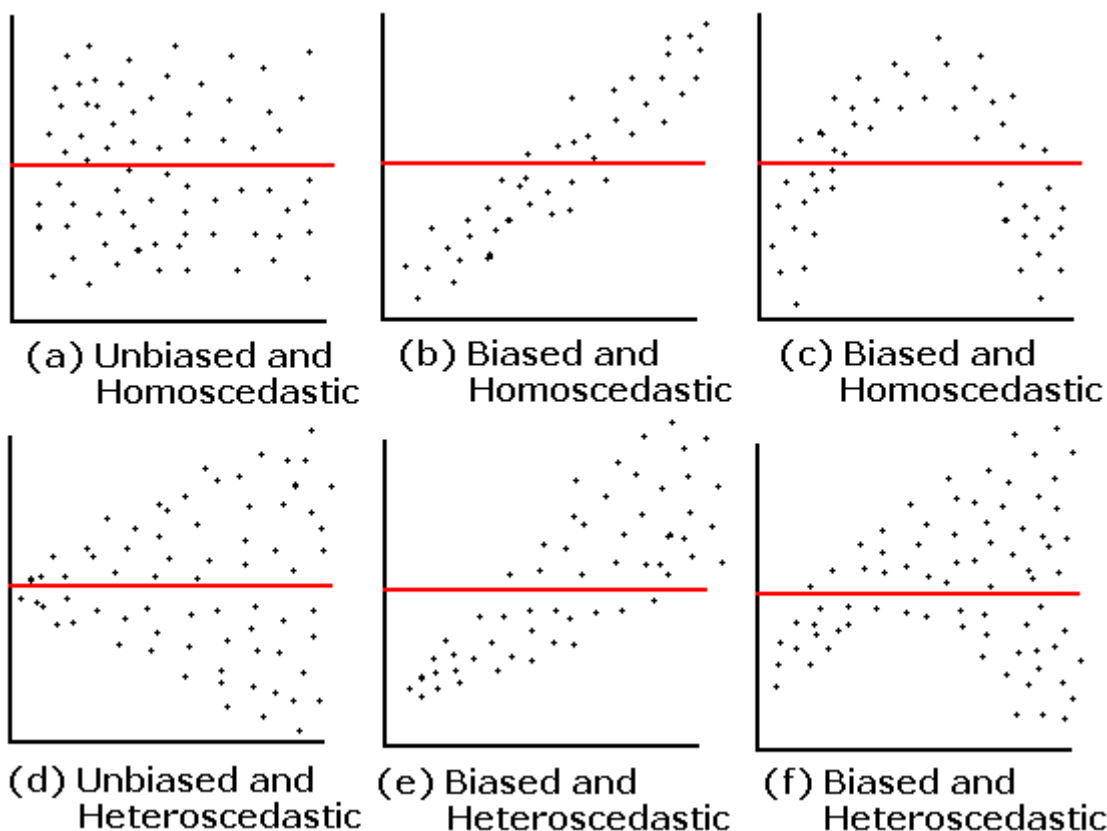 (a) Unbiased and
Homoscedastic
(b) Biased and
Homoscedastic
(c) Biased and
Homoscedastic
(d) Unbiased and
Heteroscedastic
(e) Biased and
Heteroscedastic
(f) Biased and
Heteroscedastic